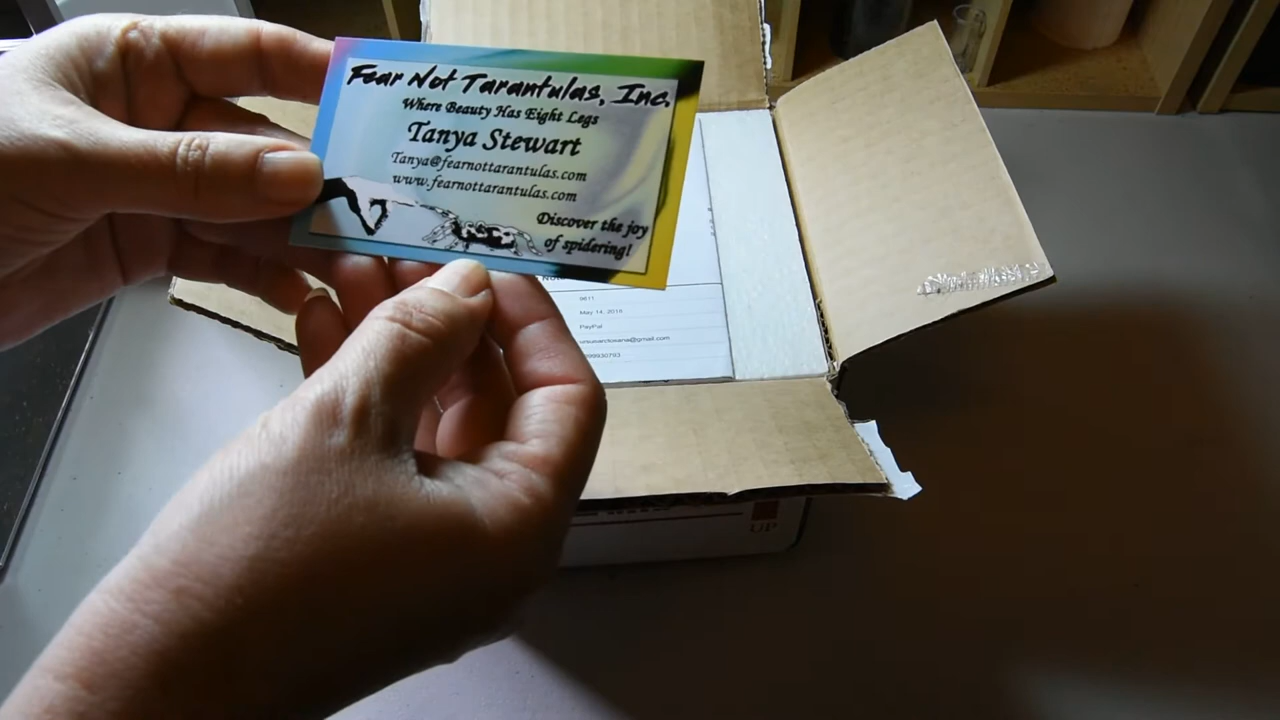 Fear Not Tarantulas, Inc.
Where Beauty Has Eight Legs
Tanya Stewart
Tanya@fearnottarantulas.com
www.fearnottarantulas.com
Discover the joy
of spidering!
May 14, 2018
PayPal
UP